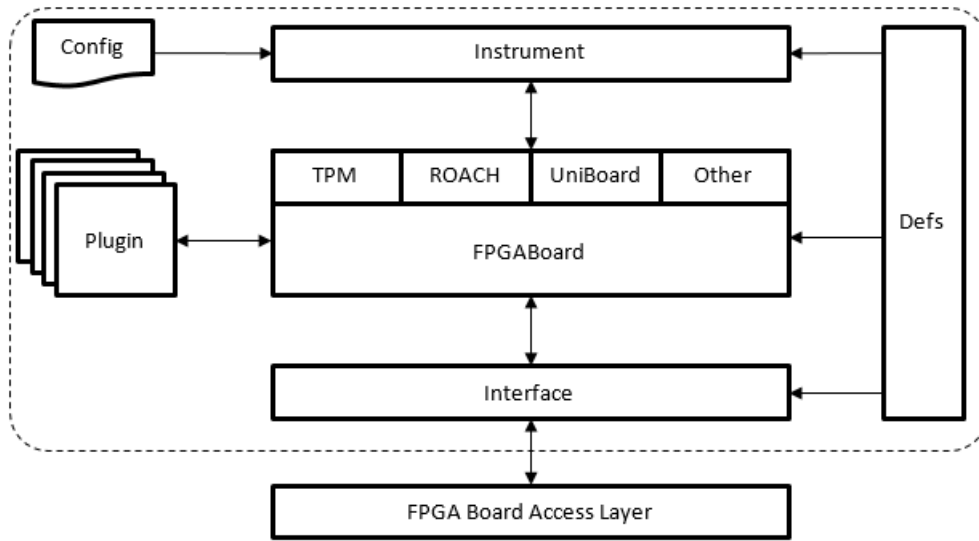 Config
Instrument
TPM
ROACH
UniBoard
Other
Defs
Plugin
FPGABoard
Interface
FPGA Board Access Layer